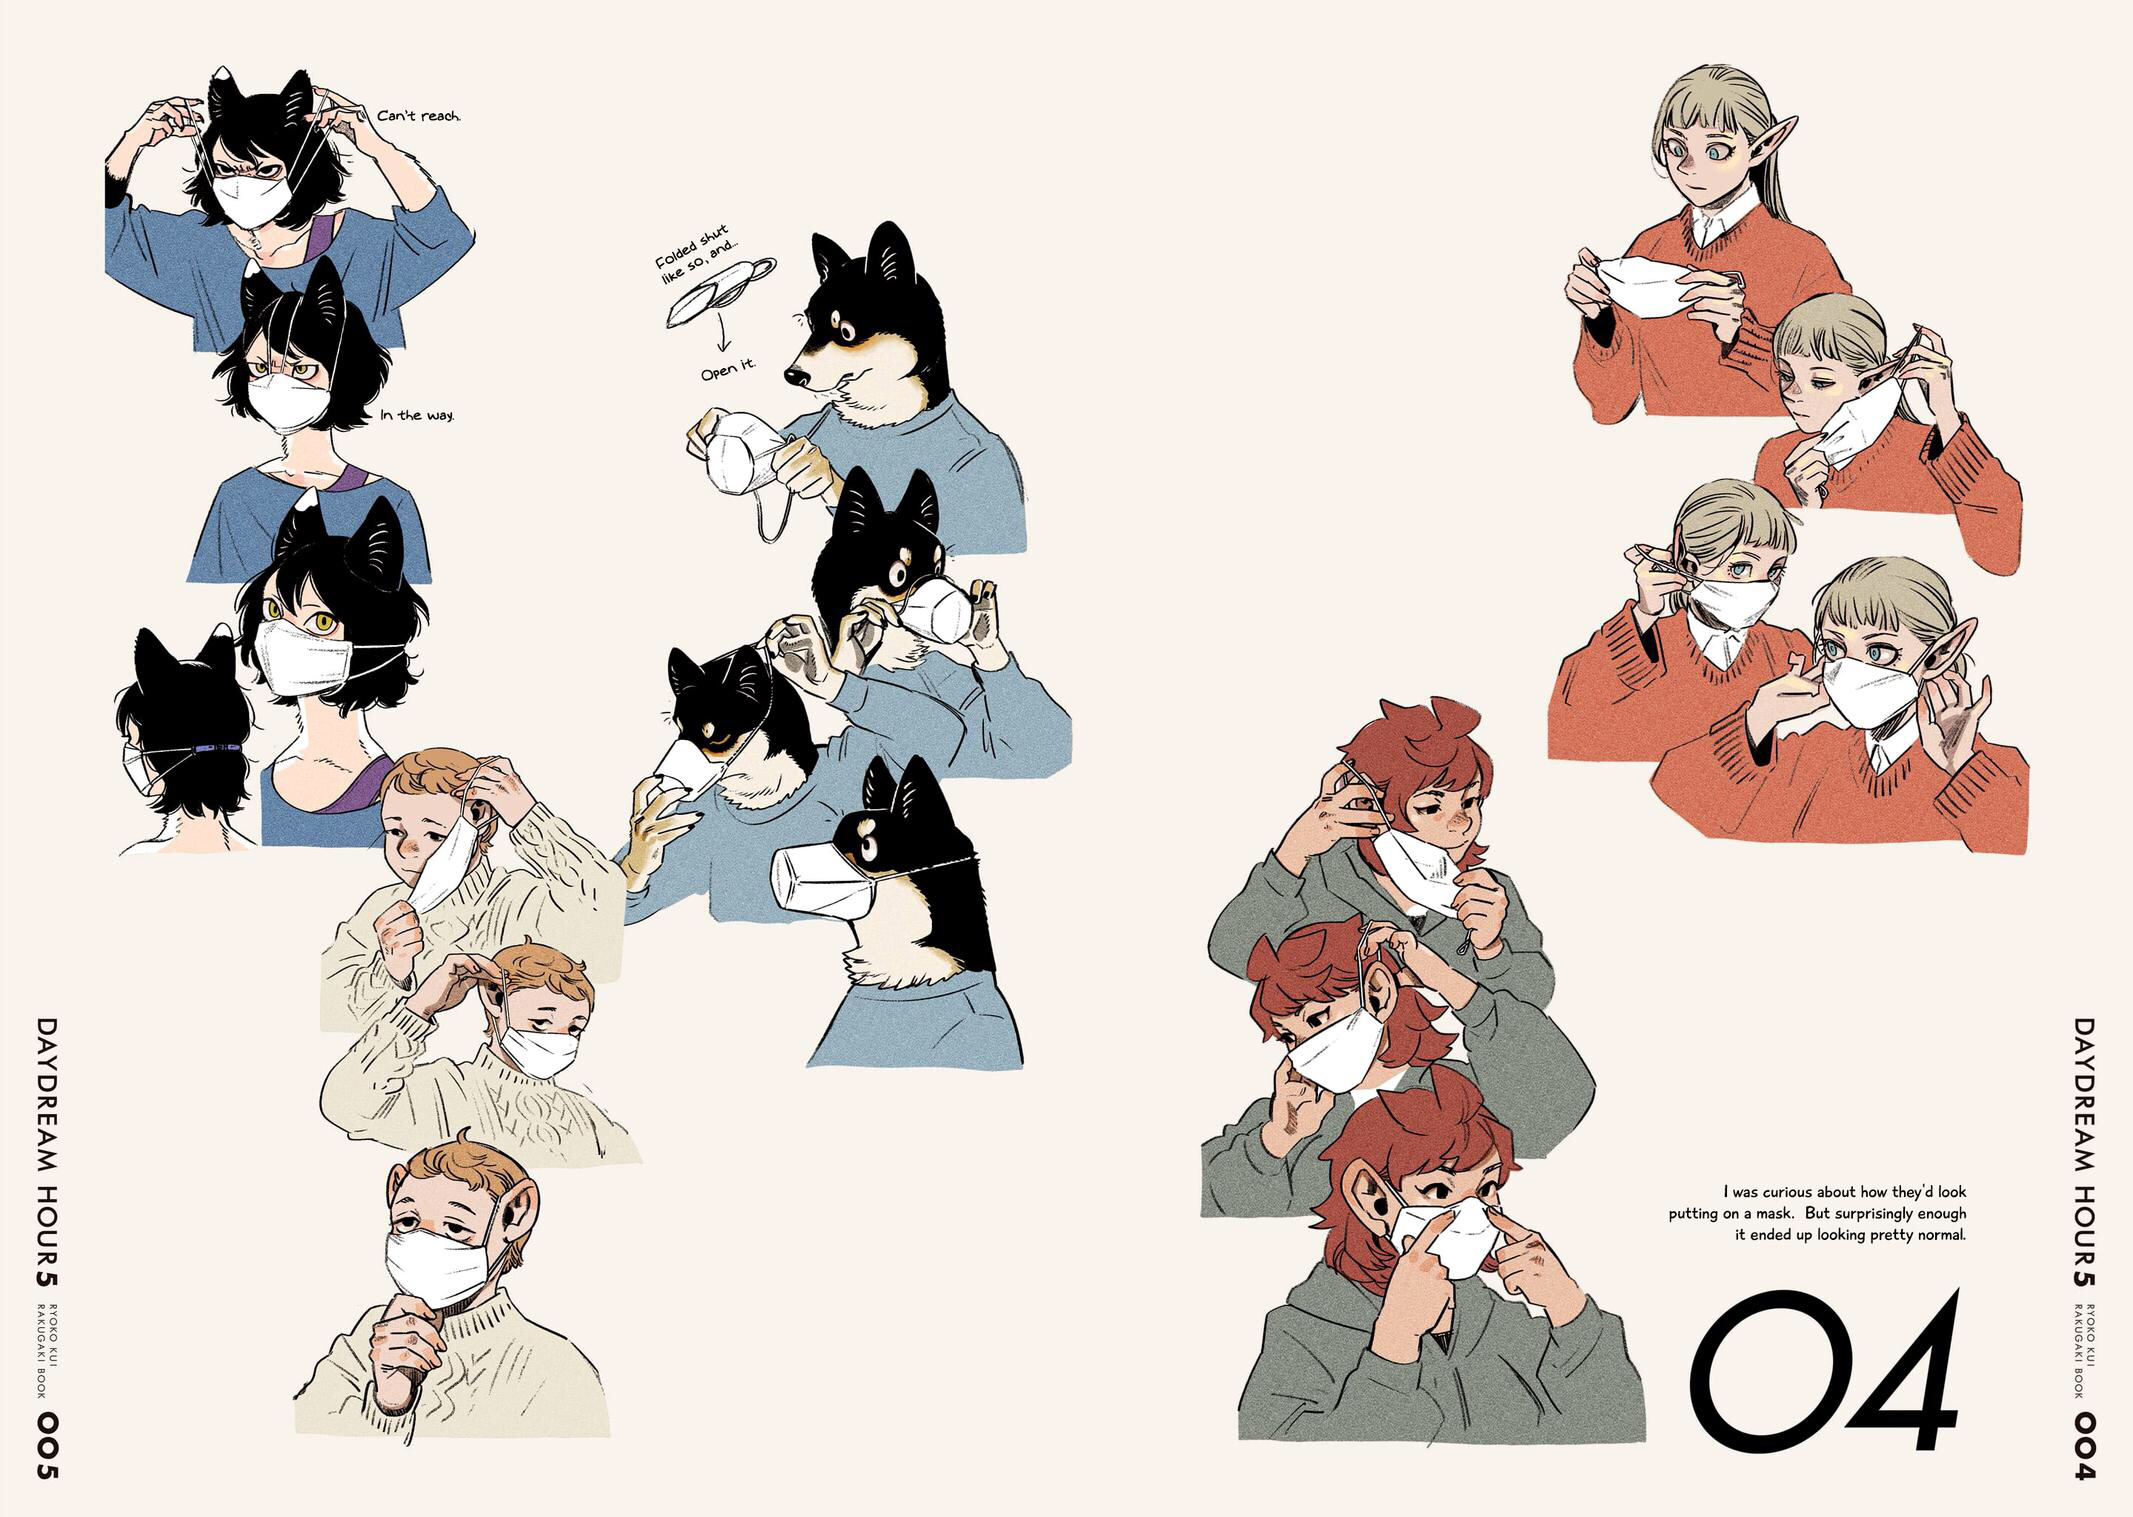 Can't reach.
In the way.
Folded shut
like so, and...
Open it.
I was curious about how they'd look
putting on a mask. But surprisingly enough
it ended up looking pretty normal.
04
DAYDREAM HOUR 5
RYOKO KUI
RAKUGAKI BOOK
004
DAYDREAM HOUR 5
RYOKO KUI
RAKUGAKI BOOK
005